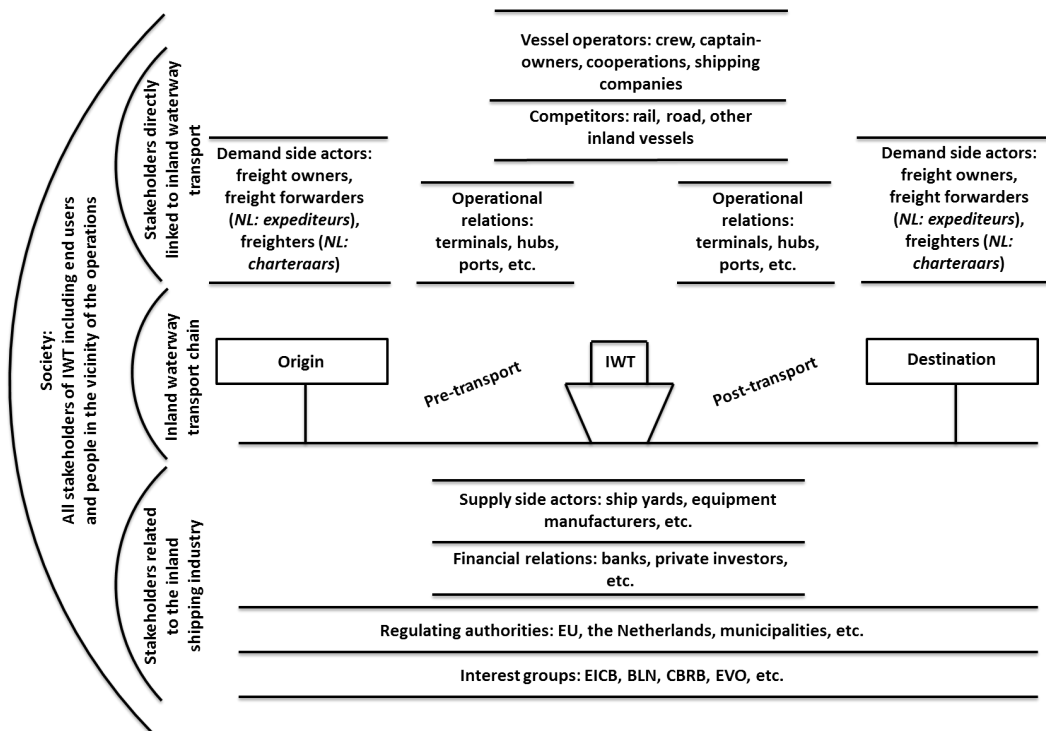 Society:
All stakeholders of IWT including end users
and people in the vicinity of the operations
Stakeholders directly
linked to inland waterway
transport
Vessel operators: crew, captain-
owners, cooperations, shipping
companies
Competitors: rail, road, other
inland vessels
Demand side actors:
freight owners,
freight forwarders
(NL: expediteurs),
freighters (NL:
charteraars)
Operational
relations:
terminals, hubs,
ports, etc.
Operational
relations:
terminals, hubs,
ports, etc.
Demand side actors:
freight owners,
freight forwarders
(NL: expediteurs),
freighters (NL:
charteraars)
Inland waterway
transport chain
Origin
Pre-transport
IWT
Post-transport
Destination
Stakeholders related
to the inland
shipping industry
Supply side actors: ship yards, equipment
manufacturers, etc.
Financial relations: banks, private investors,
etc.
Regulating authorities: EU, the Netherlands, municipalities, etc.
Interest groups: EICB, BLN, CBRB, EVO, etc.